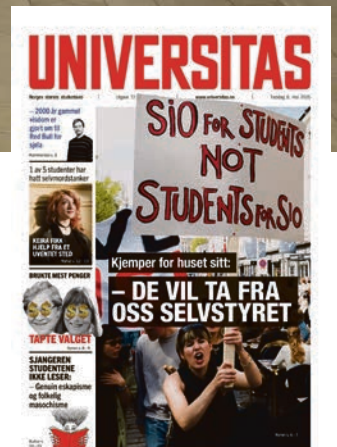 UNIVERSITAS
Norges største studentavis
www.universitas.no
– 2000 år gammel
visdom er
gjort om til
Red Bull for
sjela
1 av 5 studenter har
hatt selvmordstanker
KEIRA FIKK
HJELP FRA ET
UVENTET STED
BRUKTE MEST PENGER
TAPTE VALGET
SJANGEREN
STUDENTENE
IKKE LESER:
– Genuin eskapisme
og folkelig
masochisme
SiO FOR STUDENTS
NOT
STUDENTS FOR SiO
Kjemper for huset sitt:
– DE VIL TA FRA
OSS SELVSTYRET